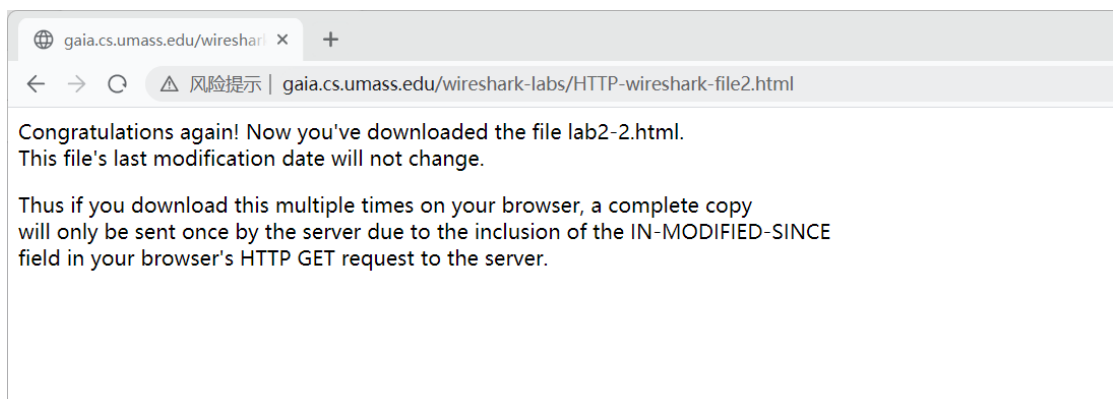 gaia.cs.umass.edu/wireshar
风险提示 | gaia.cs.umass.edu/wireshark-labs/HTTP-wireshark-file2.html
Congratulations again! Now you've downloaded the file lab2-2.html.
This file's last modification date will not change.
Thus if you download this multiple times on your browser, a complete copy
will only be sent once by the server due to the inclusion of the IN-MODIFIED-SINCE
field in your browser's HTTP GET request to the server.